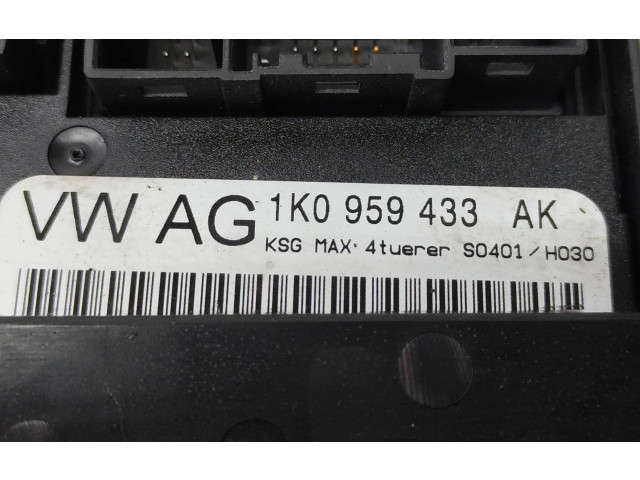 VW AG 1K0 959 433 AK
KSG MAX 4tuerer S0401/H030